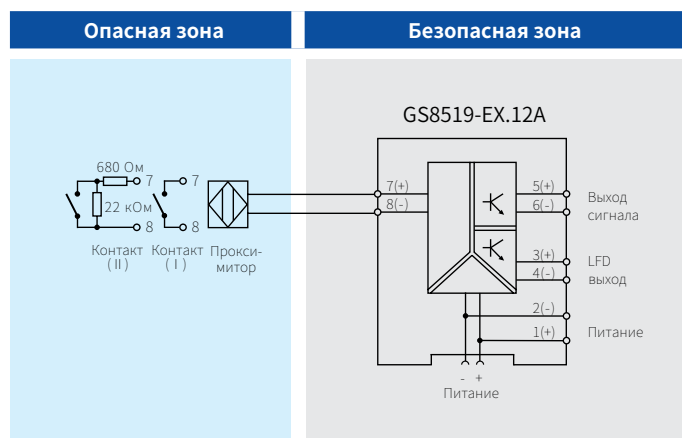 Опасная зона
Безопасная зона
GS8519-EX.12A
680 Ом
7
7
22 кОм
8
8
Контакт
( II )
Контакт
( I )
Прокси-
митор
7(+)
8(-)
5(+)
6(-)
Выход
сигнала
3(+)
4(-)
LFD
выход
2(-)
1(+)
Питание
- +
Питание